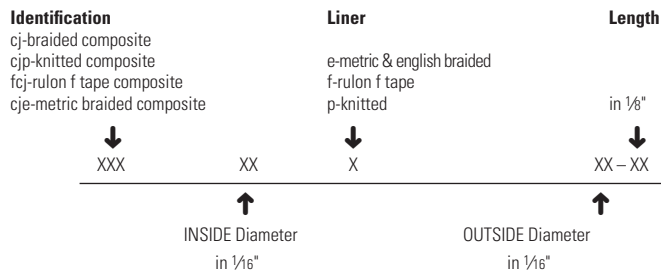 Identification Liner Length
cj-braided composite
cjp-knitted composite e-metric & english braided
fcj-rulon f tape composite f-rulon f tape
cje-metric braided composite p-knitted in 1⁄8"
XXX XX X XX – XX
INSIDE Diameter OUTSIDE Diameter
in 1⁄16" in 1⁄16"